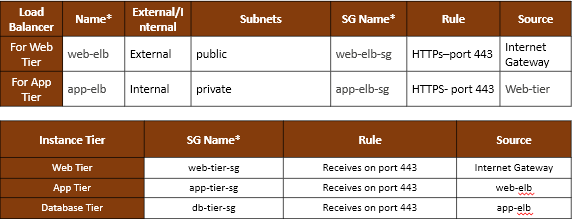 Load Balancer Name* External/Internal Subnets SG Name* Rule Source
For Web Tier web-elb External public web-elb-sg HTTPs–port 443 Internet Gateway
For App Tier app-elb Internal private app-elb-sg HTTPS- port 443 Web-tier
Instance Tier SG Name* Rule Source
Web Tier web-tier-sg Receives on port 443 Internet Gateway
App Tier app-tier-sg Receives on port 443 web-elb
Database Tier db-tier-sg Receives on port 443 app-elb